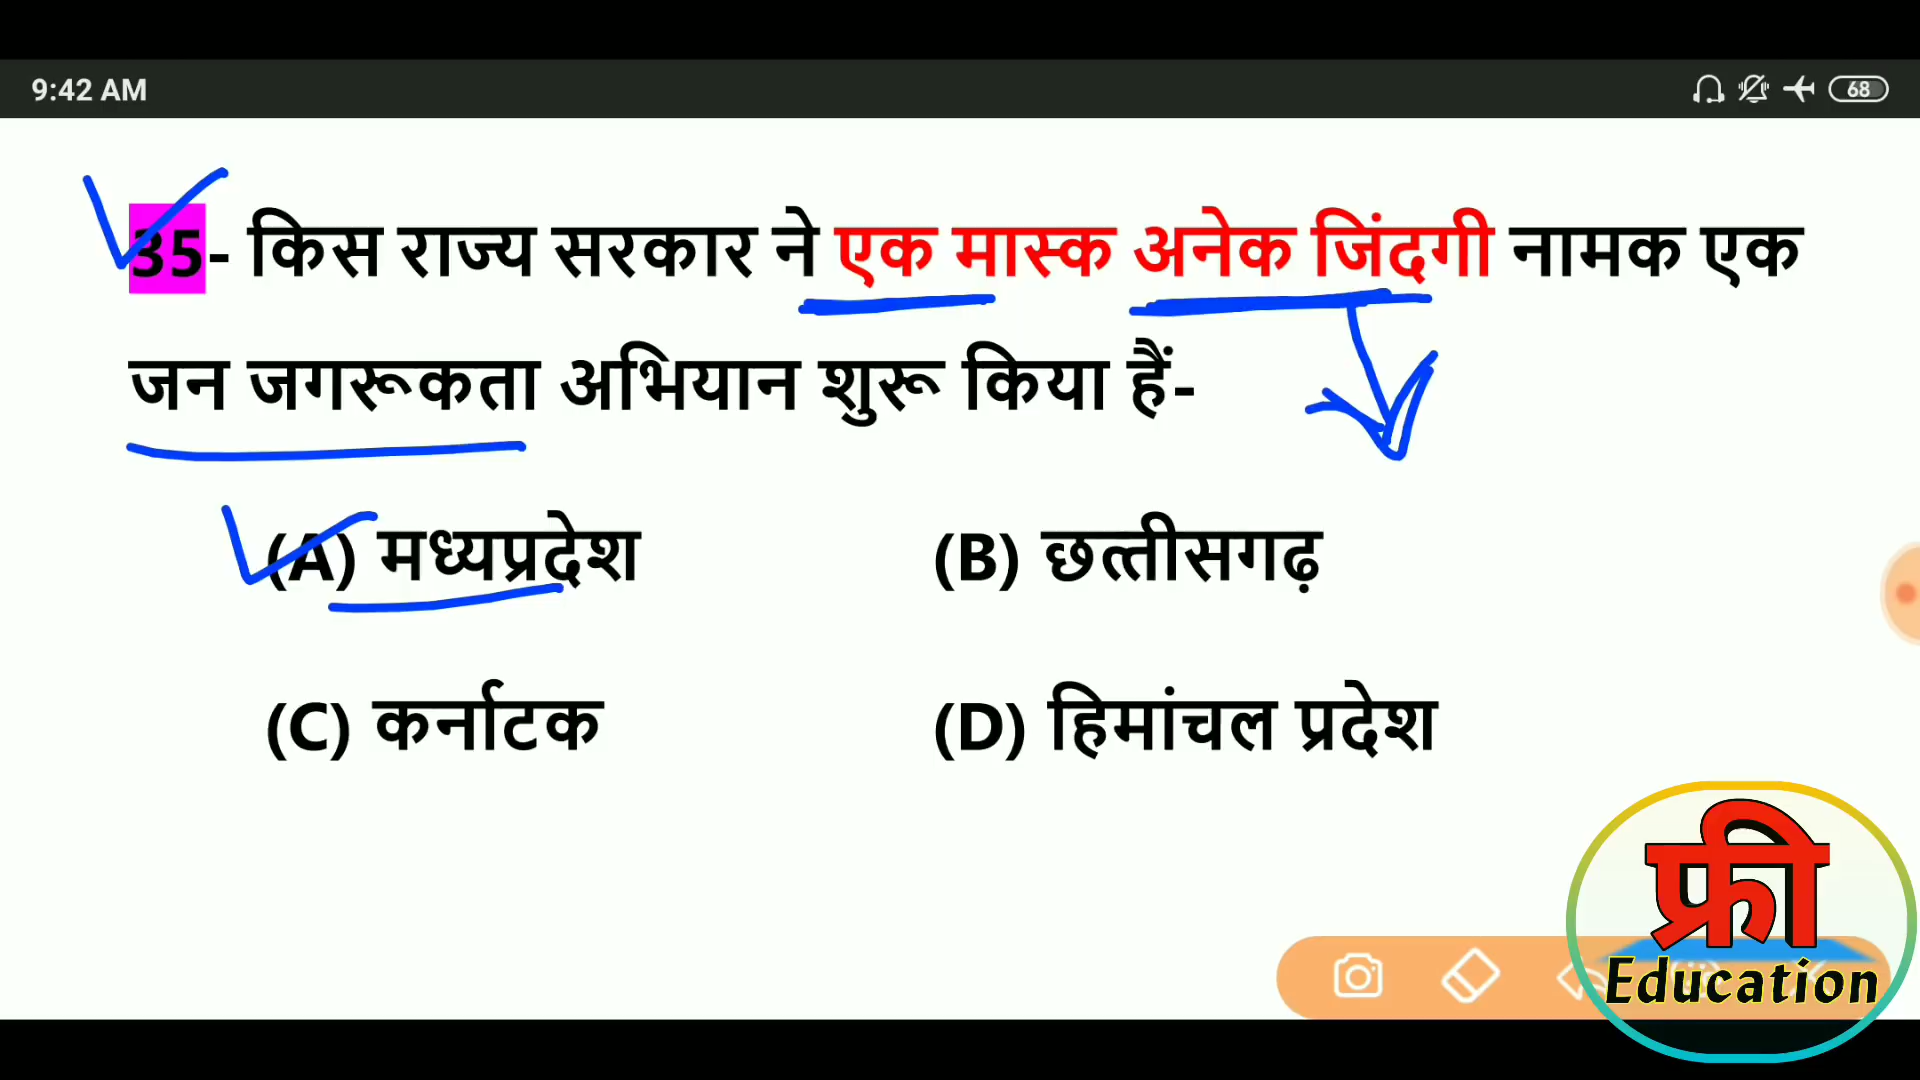 9:42 AM
68
35- किस राज्य सरकार ने एक मास्क अनेक जिंदगी नामक एक
जन जगरूकता अभियान शुरू किया हैं-
(A) मध्यप्रदेश (B) छत्तीसगढ़
(C) कर्नाटक (D) हिमांचल प्रदेश
फ्री
Education